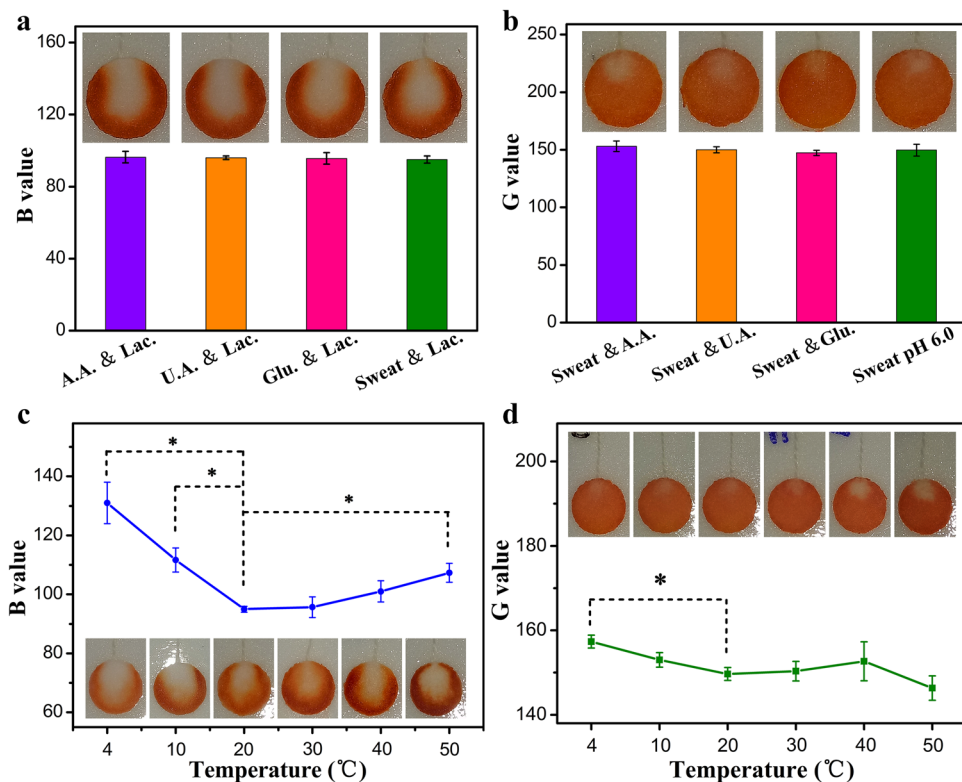 a
B value
160
120
80
40
0
A.A. & Lac.
U.A. & Lac.
Glu. & Lac.
Sweat & Lac.
b
G value
250
200
150
100
50
0
Sweat & A.A.
Sweat & U.A.
Sweat & Glu.
Sweat pH 6.0
c
B value
140
120
100
80
60
*
*
*
4 10 20 30 40 50
Temperature (℃)
d
G value
200
180
160
140
*
4 10 20 30 40 50
Temperature (℃)